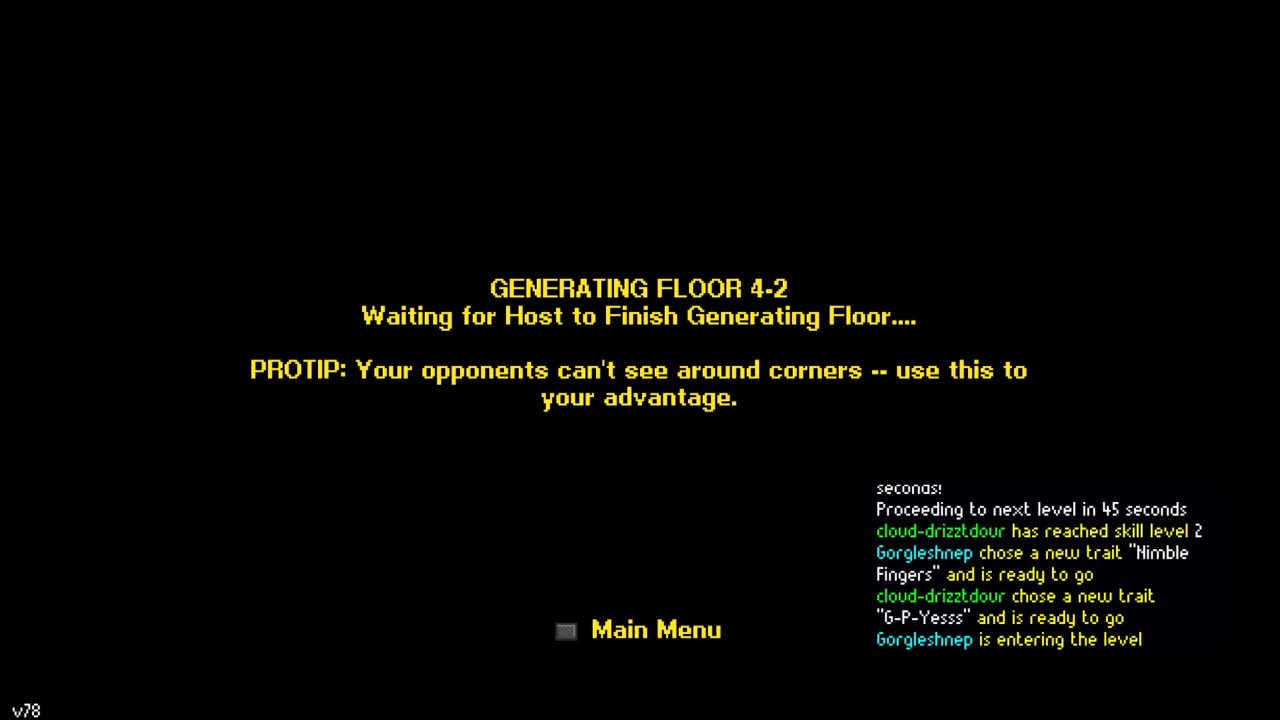 GENERATING FLOOR 4-2
Waiting for Host to Finish Generating Floor....
PROTIP: Your opponents can't see around corners -- use this to
your advantage.
seconds!
Proceeding to next level in 45 seconds
cloud-drizztdour has reached skill level 2
Gorgleshnep chose a new trait "Nimble
Fingers" and is ready to go
cloud-drizztdour chose a new trait
"G-P-Yesss" and is ready to go
Gorgleshnep is entering the level
Main Menu
v78